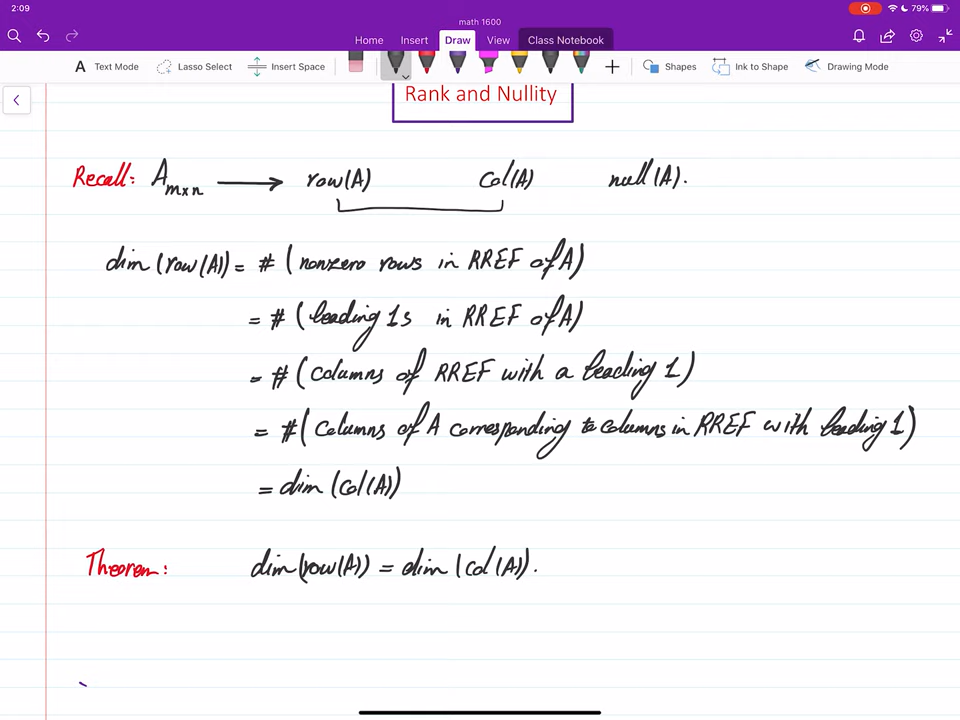 2:09
math 1600
79%
Home Insert Draw View Class Notebook
A Text Mode Lasso Select Insert Space Shapes Ink to Shape Drawing Mode
Rank and Nullity
Recall: A m×n → row(A) Col(A) null(A).
dim(row(A)) = # (nonzero rows in RREF of A)
= # (leading 1s in RREF of A)
= # (columns of RREF with a leading 1)
= # (columns of A corresponding to columns in RREF with leading 1)
= dim (Col(A))
Theorem: dim(row(A)) = dim(Col(A)).